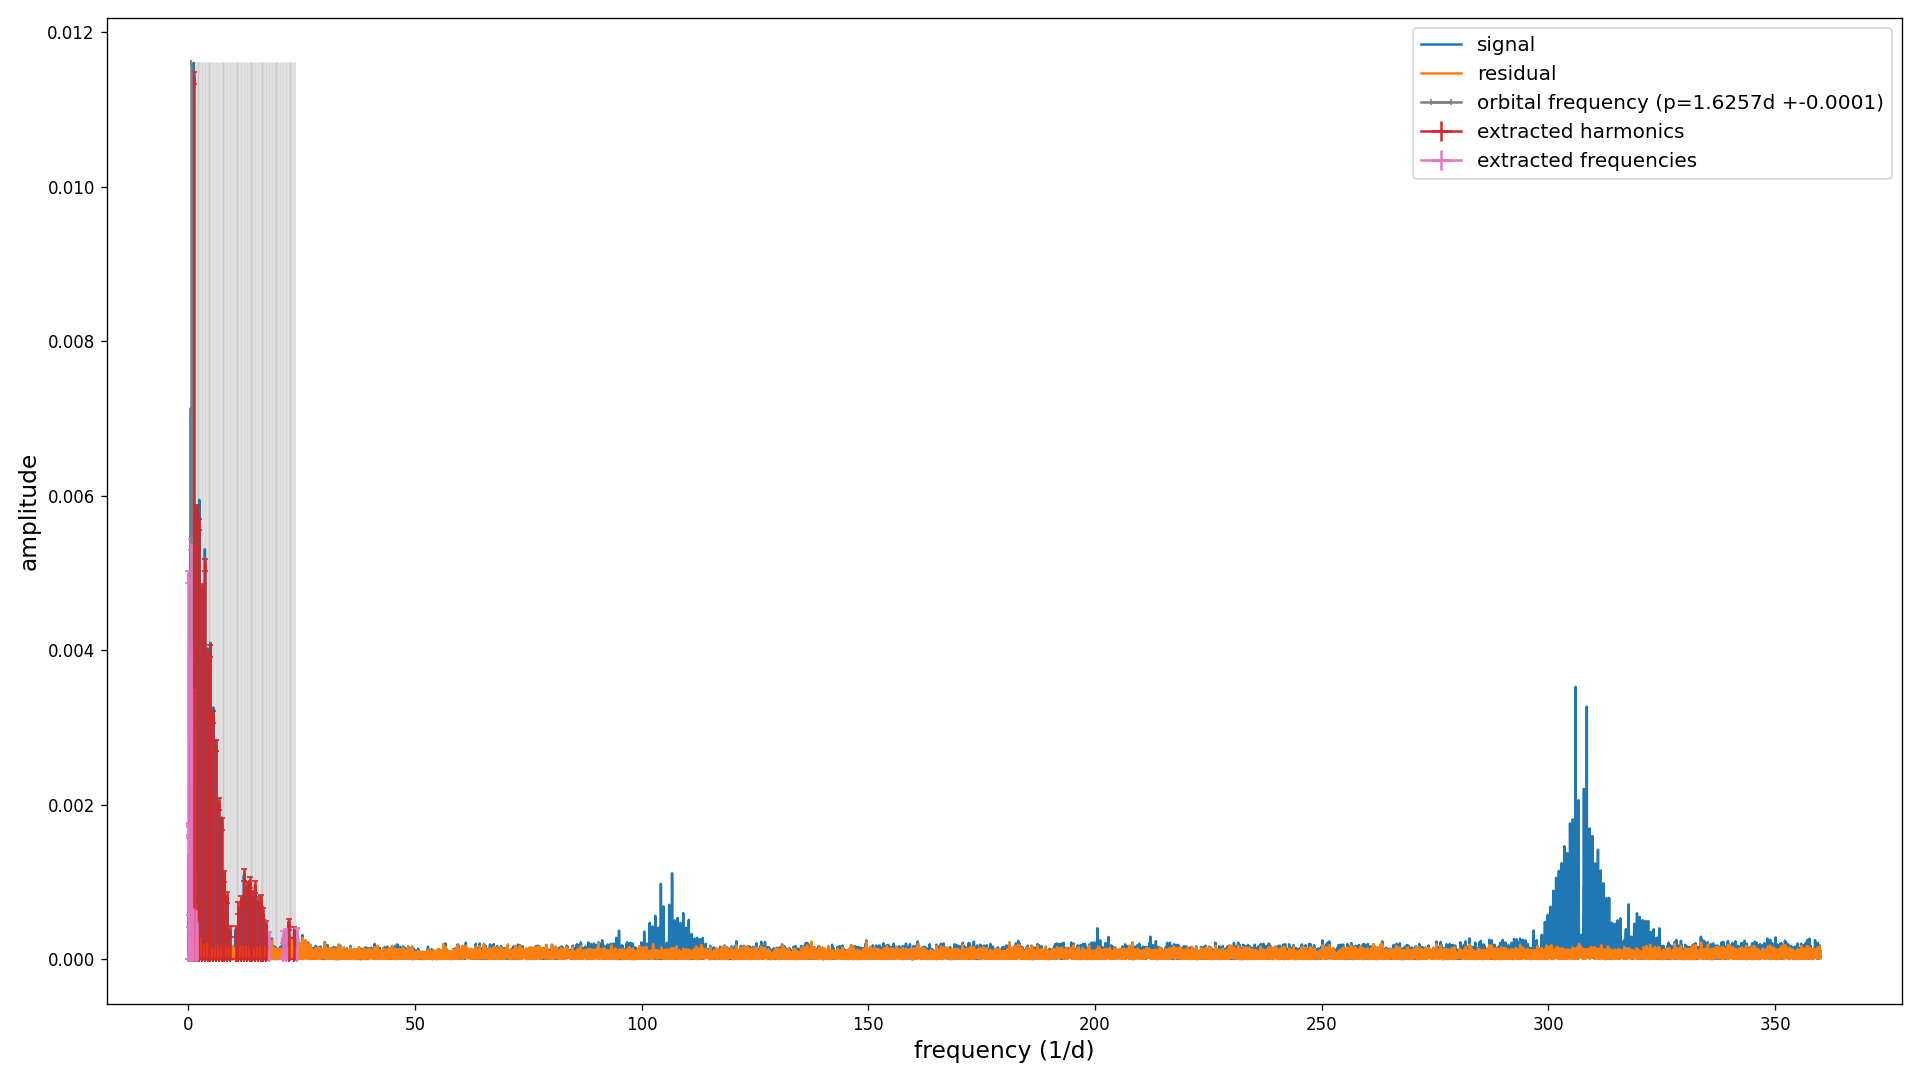 signal
residual
orbital frequency (p=1.6257d +-0.0001)
extracted harmonics
extracted frequencies
0.012
0.010
0.008
0.006
0.004
0.002
0.000
amplitude
0 50 100 150 200 250 300 350
frequency (1/d)